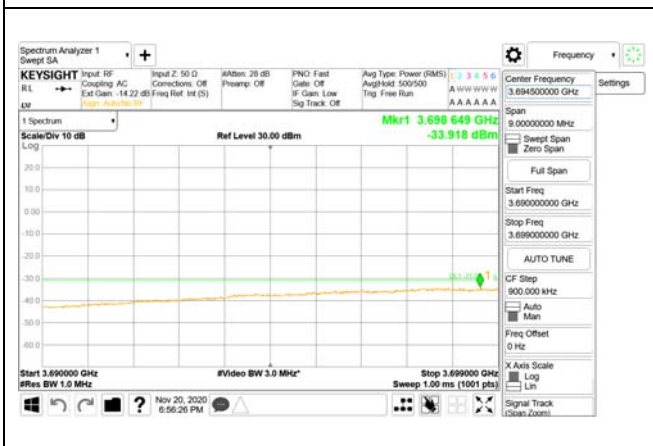 Spectrum Analyzer 1
Swept SA
+
Frequency
KEYSIGHT
RL
Input: RF
Coupling: AC
Ext Gain: -14.22 dB
Align: Auto/No RF
Input Z: 50 Ω
Corrections: Off
Freq Ref: Int (S)
#Atten: 28 dB
Preamp: Off
PNO: Fast
Gate: Off
IF Gain: Low
Sig Track: Off
Avg Type: Power (RMS)
Avg|Hold: 500/500
Trig: Free Run
1 2 3 4 5 6
A W W W W W
A A A A A A
1 Spectrum
Scale/Div 10 dB
Ref Level 30.00 dBm
Mkr1 3.698 649 GHz
-33.918 dBm
Log
20.0
10.0
0.00
-10.0
-20.0
-30.0
-40.0
-50.0
-60.0
1
Start 3.690000 GHz
#Res BW 1.0 MHz
#Video BW 3.0 MHz*
Stop 3.699000 GHz
Sweep 1.00 ms (1001 pts)
Nov 20, 2020
6:56:26 PM
Center Frequency
3.694500000 GHz
Settings
Span
9.00000000 MHz
Swept Span
Zero Span
Full Span
Start Freq
3.690000000 GHz
Stop Freq
3.699000000 GHz
AUTO TUNE
CF Step
900.000 kHz
Auto
Man
Freq Offset
0 Hz
X Axis Scale
Log
Lin
Signal Track
(Span Zoom)